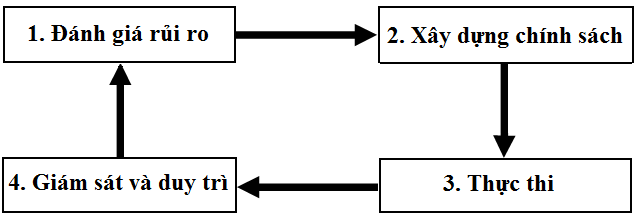 1. Đánh giá rủi ro
2. Xây dựng chính sách
3. Thực thi
4. Giám sát và duy trì